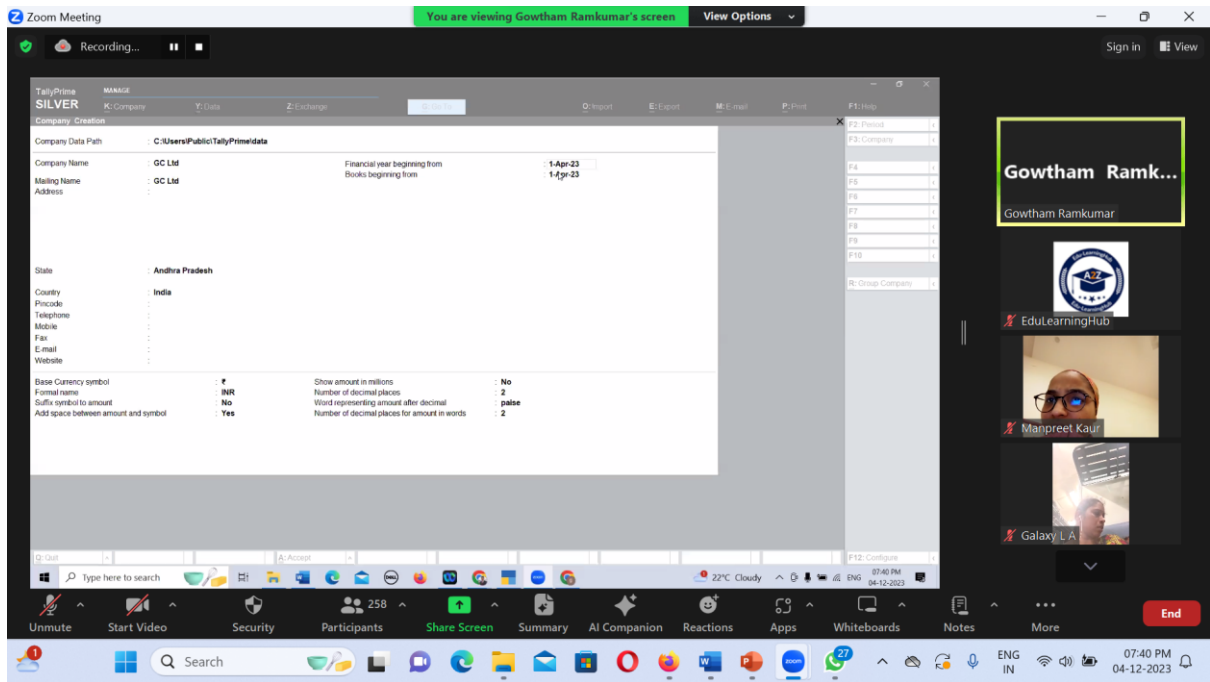 Zoom Meeting
You are viewing Gowtham Ramkumar's screen
View Options
Recording...
Sign in
View
TallyPrime
SILVER
MANAGE
K: Company
Y: Data
Z: Exchange
G: Go To
O: Import
E: Export
M: E-mail
P: Print
F1: Help
Company Creation
Company Data Path : C:\Users\Public\TallyPrime\data
Company Name : GC Ltd
Financial year beginning from : 1-Apr-23
Mailing Name : GC Ltd
Books beginning from : 1-Apr-23
Address :
State : Andhra Pradesh
Country : India
Pincode :
Telephone :
Mobile :
Fax :
E-mail :
Website :
Base Currency symbol : ₹
Show amount in millions : No
Formal name : INR
Number of decimal places : 2
Suffix symbol to amount : No
Word representing amount after decimal : paise
Add space between amount and symbol : Yes
Number of decimal places for amount in words : 2
F2: Period
F3: Company
F4
F5
F6
F7
F8
F9
F10
R: Group Company
Q: Quit
A: Accept
F12: Configure
Type here to search
22°C Cloudy
ENG
07:40 PM
04-12-2023
Gowtham Ramk...
Gowtham Ramkumar
A2Z
EduLearningHub
Manpreet Kaur
Galaxy L A
Unmute
Start Video
Security
258
Participants
Share Screen
Summary
AI Companion
Reactions
Apps
Whiteboards
Notes
More
End
1
Search
zoom
27
ENG
IN
07:40 PM
04-12-2023